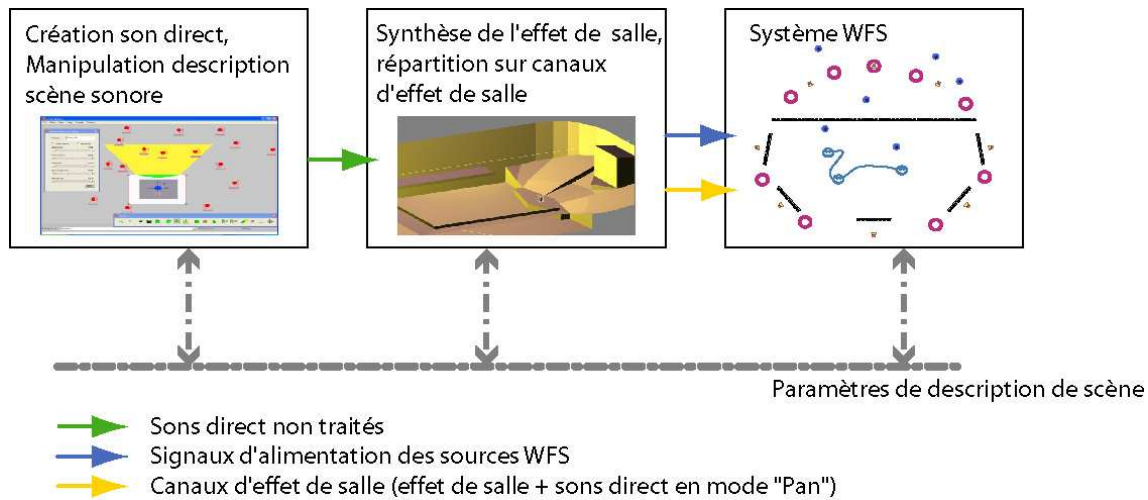 Création son direct,
Manipulation description
scène sonore
Synthèse de l'effet de salle,
répartition sur canaux
d'effet de salle
Système WFS
Paramètres de description de scène
Sons direct non traités
Signaux d'alimentation des sources WFS
Canaux d'effet de salle (effet de salle + sons direct en mode "Pan")